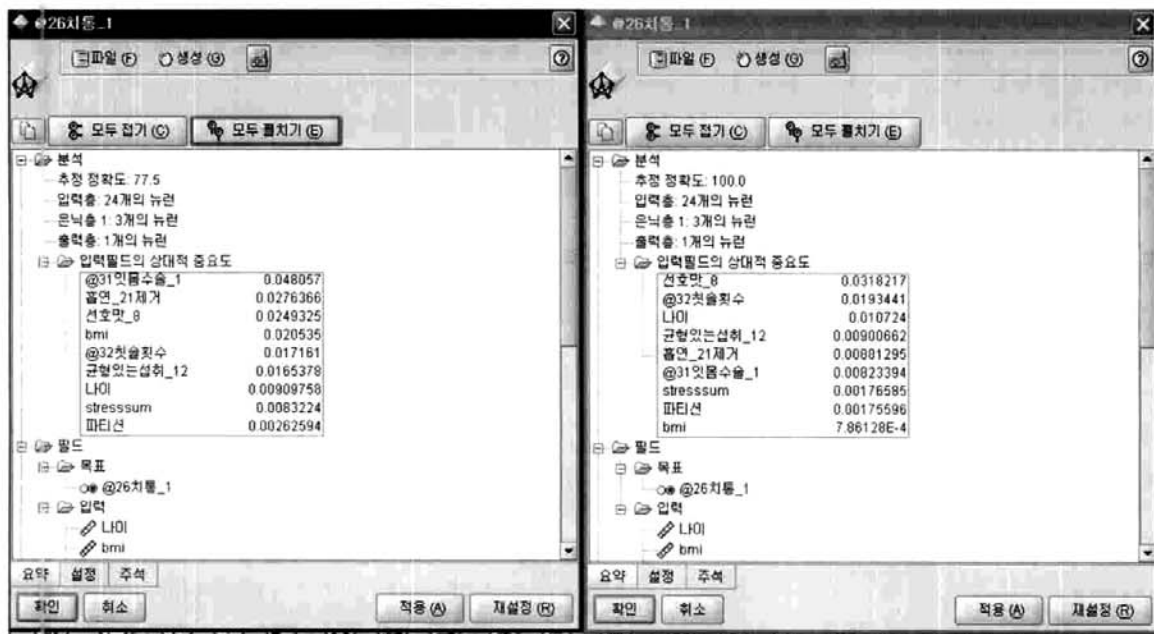 @26치통_1
파일 (F) 생성 (G)
모두 접기 (C) 모두 펼치기 (E)
분석
추정 정확도: 77.5
입력층: 24개의 뉴런
은닉층 1: 3개의 뉴런
출력층: 1개의 뉴런
입력필드의 상대적 중요도
@31잇몸수술_1 0.048057
흡연_21제거 0.0276366
선호맛_8 0.0249325
bmi 0.020535
@32칫솔횟수 0.017161
균형있는섭취_12 0.0165378
나이 0.00909758
stresssum 0.0083224
파티션 0.00262594
필드
목표
@26치통_1
입력
나이
bmi
요약 설정 주석
확인 취소 적용 (A) 재설정 (R)
@26치통_1
파일 (F) 생성 (G)
모두 접기 (C) 모두 펼치기 (E)
분석
추정 정확도: 100.0
입력층: 24개의 뉴런
은닉층 1: 3개의 뉴런
출력층: 1개의 뉴런
입력필드의 상대적 중요도
선호맛_8 0.0318217
@32칫솔횟수 0.0193441
나이 0.010724
균형있는섭취_12 0.00900662
흡연_21제거 0.00881295
@31잇몸수술_1 0.00823394
stresssum 0.00176585
파티션 0.00175596
bmi 7.86128E-4
필드
목표
@26치통_1
입력
나이
bmi
요약 설정 주석
확인 취소 적용 (A) 재설정 (R)